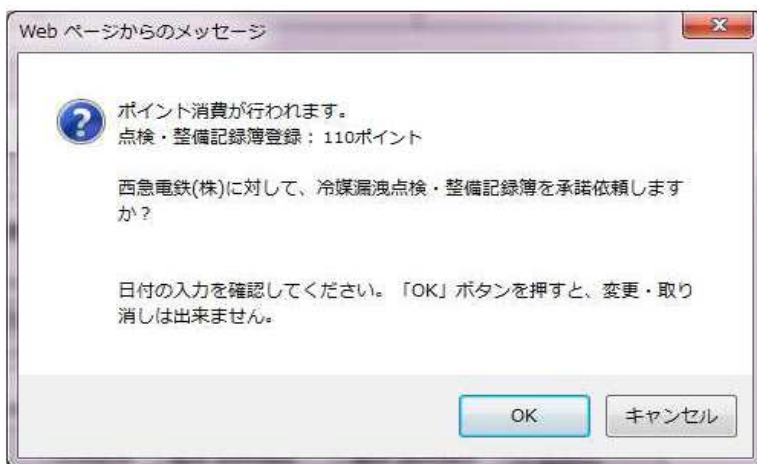 Web ページからのメッセージ
ポイント消費が行われます。
点検・整備記録簿登録： 110ポイント
西急電鉄(株)に対して、冷媒漏洩点検・整備記録簿を承諾依頼します
か？
日付の入力を確認してください。「OK」ボタンを押すと、変更・取り
消しは出来ません。
OK
キャンセル